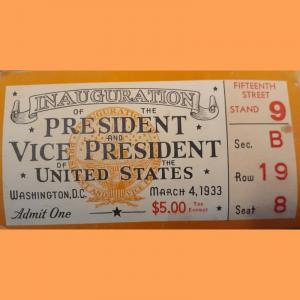 INAUGURATION
OF THE
PRESIDENT
AND
VICE PRESIDENT
OF THE
UNITED STATES
WASHINGTON, D.C. MARCH 4, 1933
Admit One $5.00 Tax Exempt
FIFTEENTH
STREET
STAND 9
Sec. B
Row 19
Seat 8